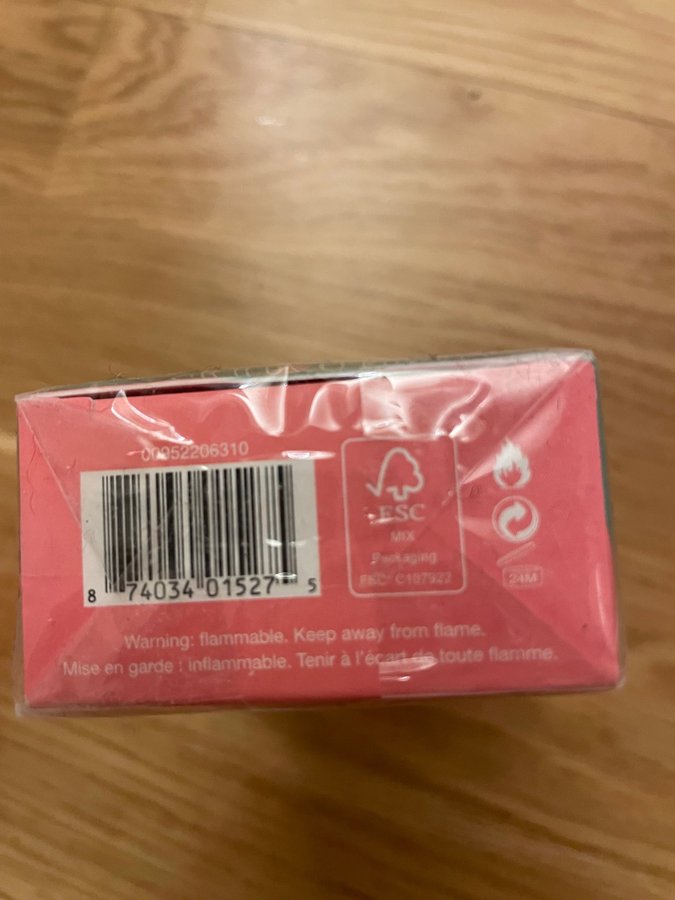 00952206310
8 74034 01527 5
FSC
MIX
Packaging
FSC® C107922
24M
Warning: flammable. Keep away from flame.
Mise en garde : inflammable. Tenir à l'écart de toute flamme.